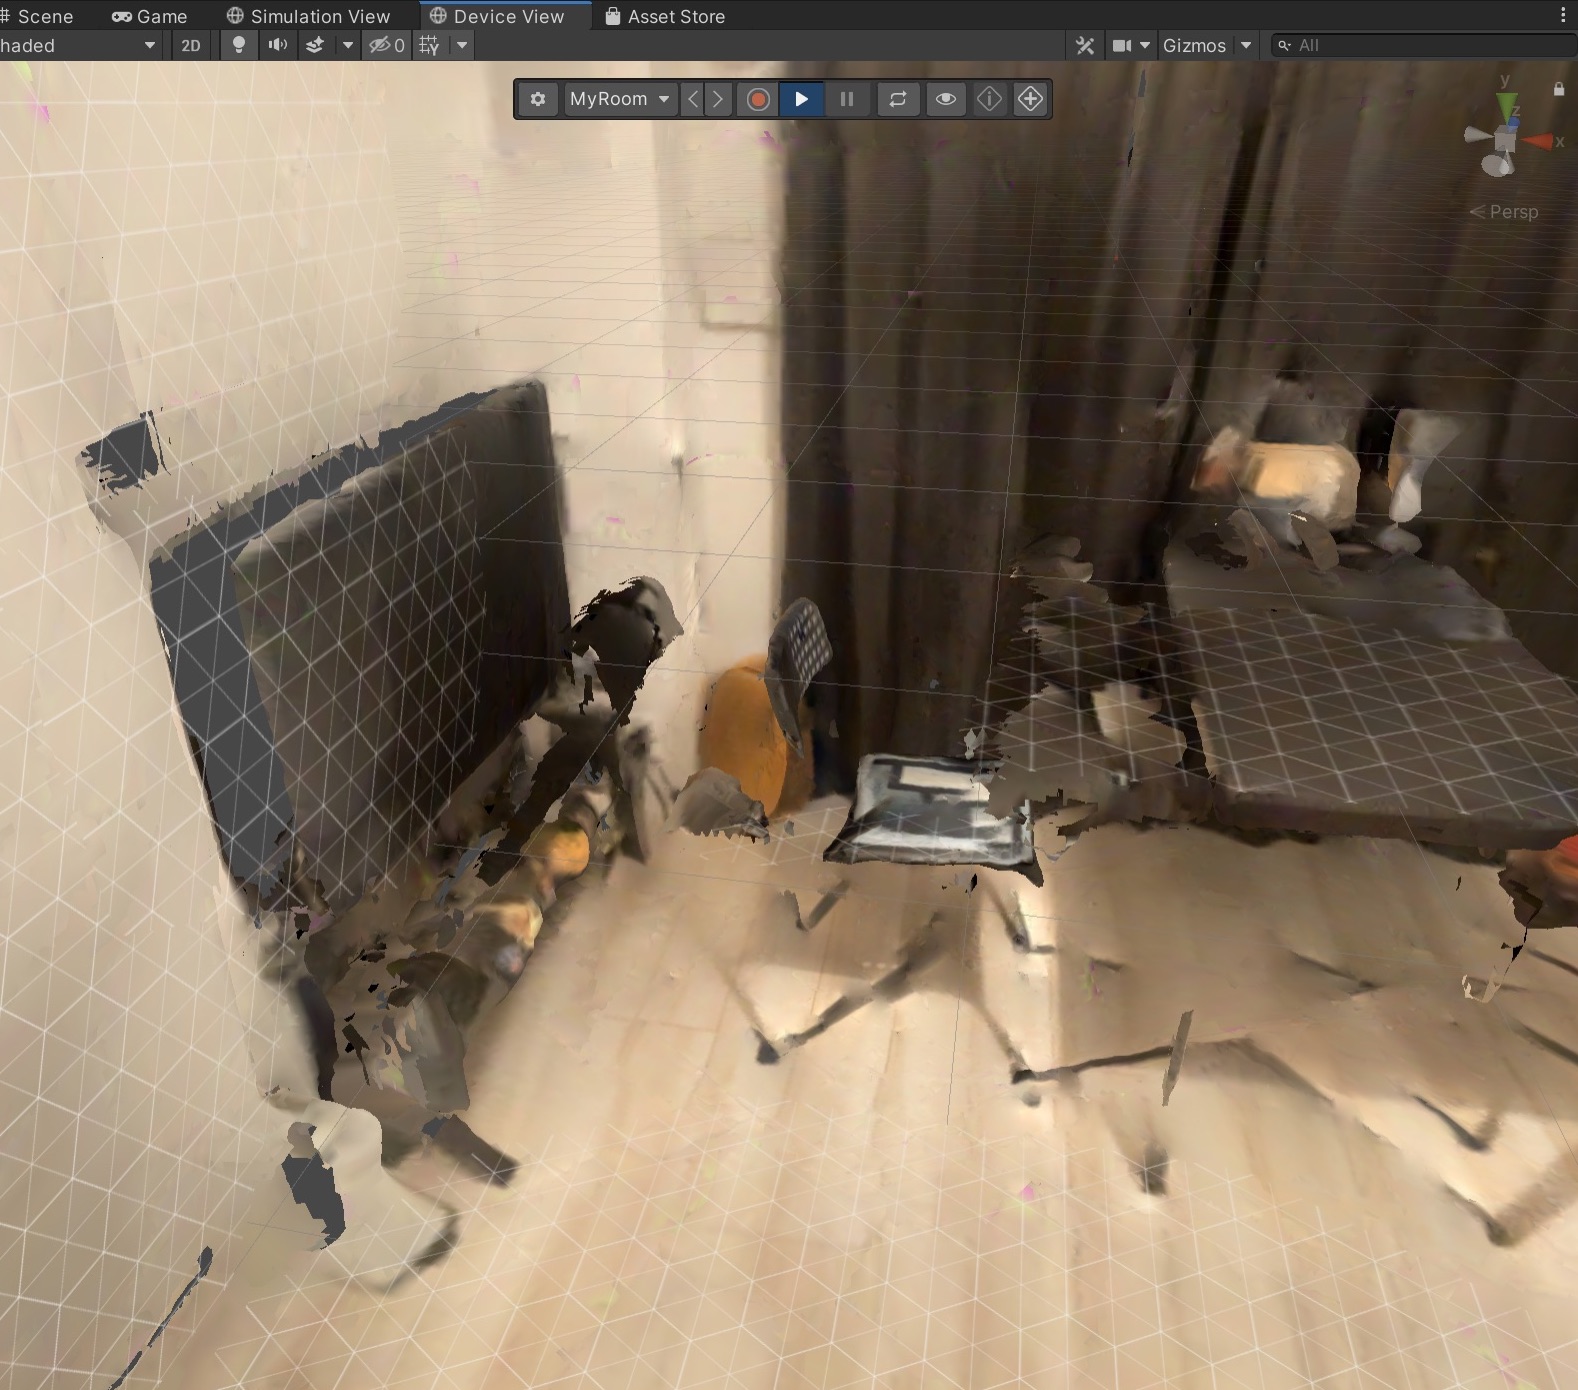 Scene Game Simulation View Device View Asset Store
haded 2D 0 Gizmos All
MyRoom
y
z
x
Persp